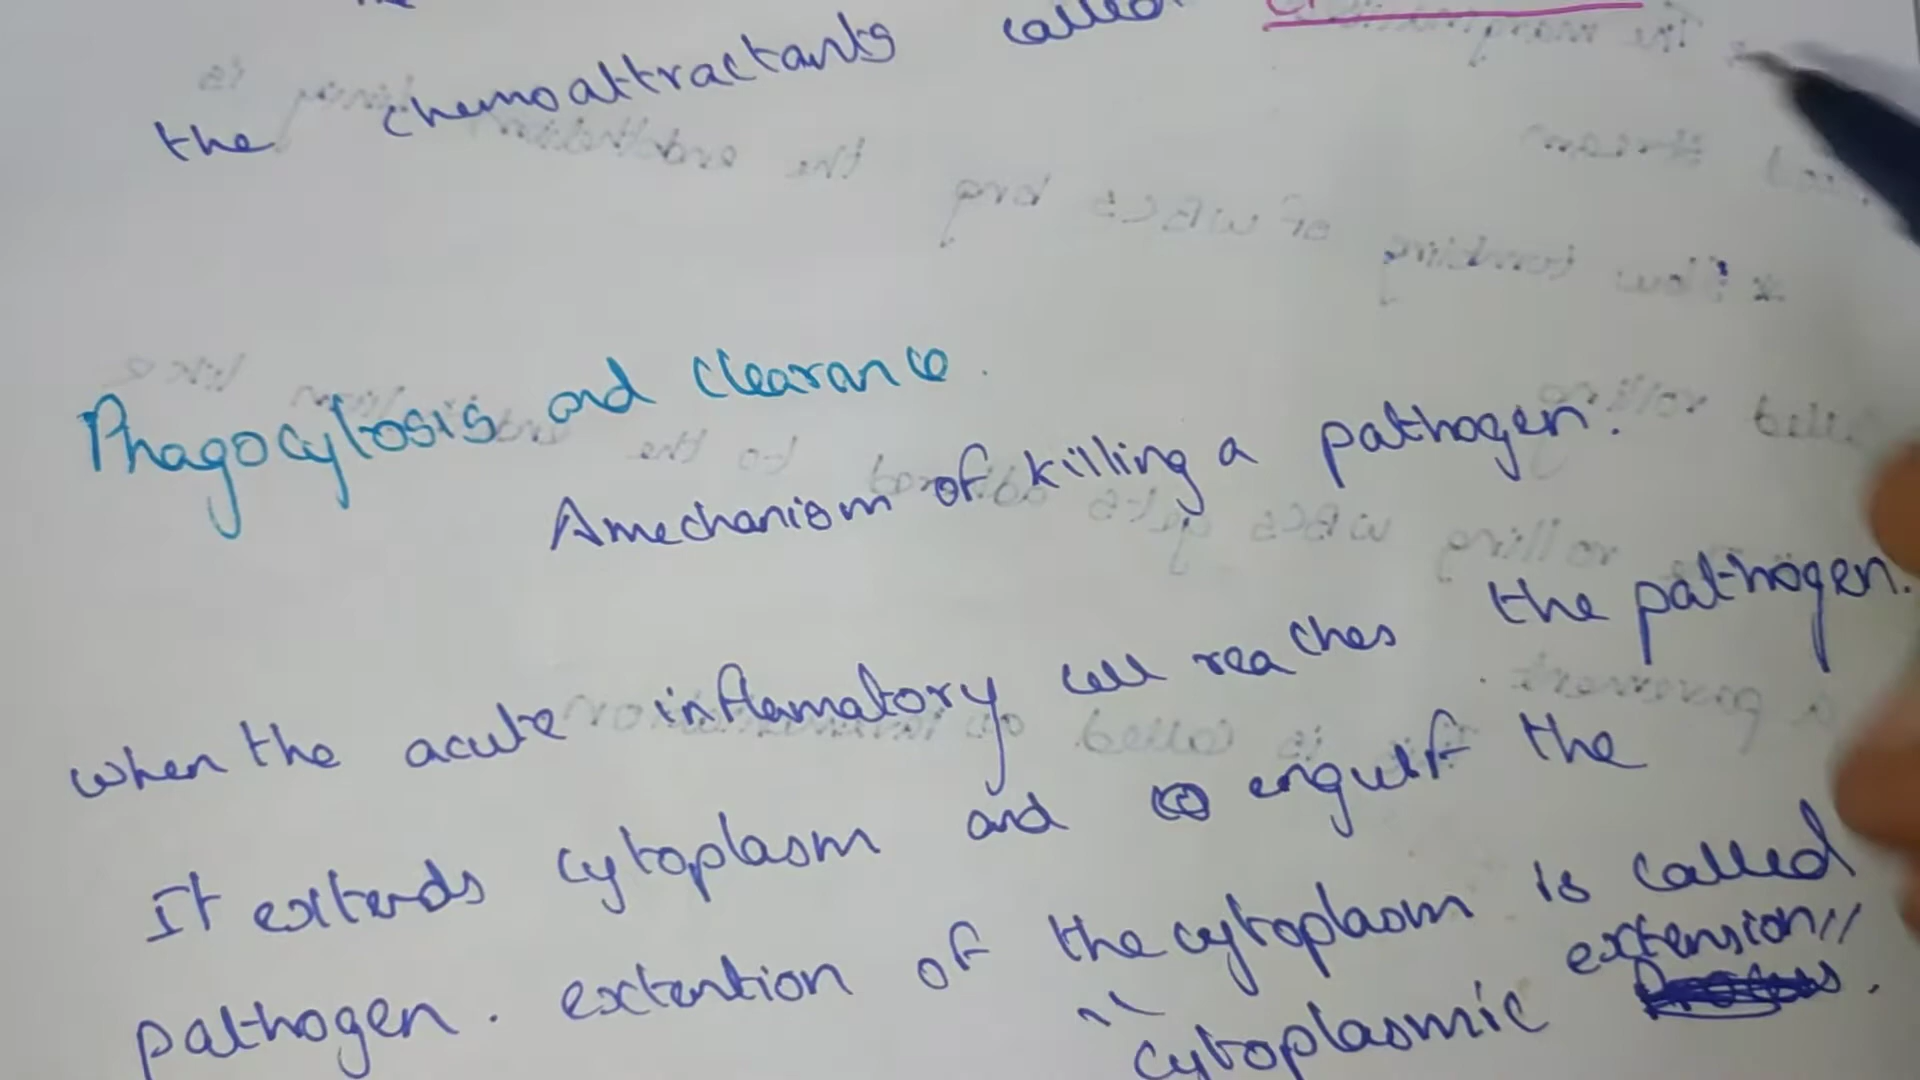 the chemoattractants called
Phagocytosis and Clearance.
A mechanism of killing a pathogen.
when the acute inflamatory cell reaches the pathogen.
It extends cytoplasm and engulf the
pathogen. extention of the cytoplasm is called
"cytoplasmic extension"